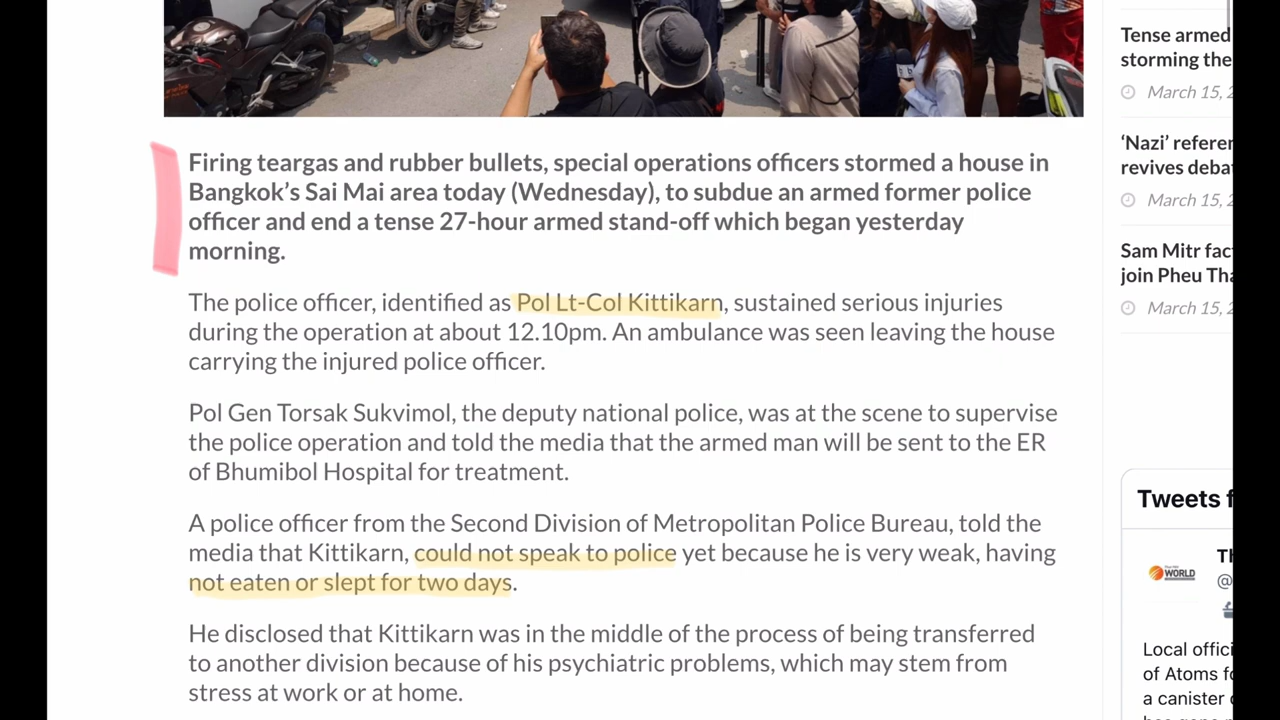 Firing teargas and rubber bullets, special operations officers stormed a house in
Bangkok's Sai Mai area today (Wednesday), to subdue an armed former police
officer and end a tense 27-hour armed stand-off which began yesterday
morning.
The police officer, identified as Pol Lt-Col Kittikarn, sustained serious injuries
during the operation at about 12.10pm. An ambulance was seen leaving the house
carrying the injured police officer.
Pol Gen Torsak Sukvimol, the deputy national police, was at the scene to supervise
the police operation and told the media that the armed man will be sent to the ER
of Bhumibol Hospital for treatment.
A police officer from the Second Division of Metropolitan Police Bureau, told the
media that Kittikarn, could not speak to police yet because he is very weak, having
not eaten or slept for two days.
He disclosed that Kittikarn was in the middle of the process of being transferred
to another division because of his psychiatric problems, which may stem from
stress at work or at home.
Tense armed
storming the
March 15, 2
‘Nazi’ referen
revives deba
March 15, 2
Sam Mitr fac
join Pheu Tha
March 15, 2
Tweets f
Th
WORLD
@
Local offici
of Atoms fo
a canister o